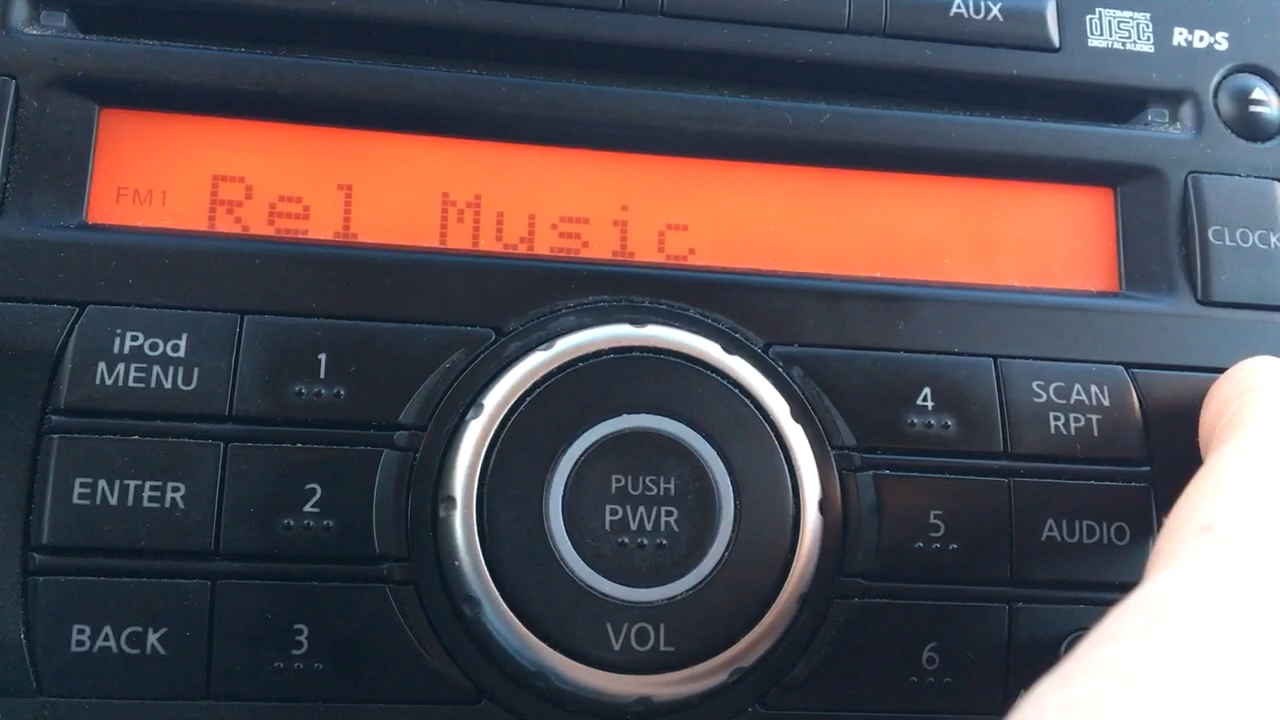 AUX
COMPACT
disc
DIGITAL AUDIO
R·D·S
FM1 Rel Music
CLOCK
iPod
MENU
1
4
SCAN
RPT
ENTER
2
PUSH
PWR
5
AUDIO
BACK
3
VOL
6